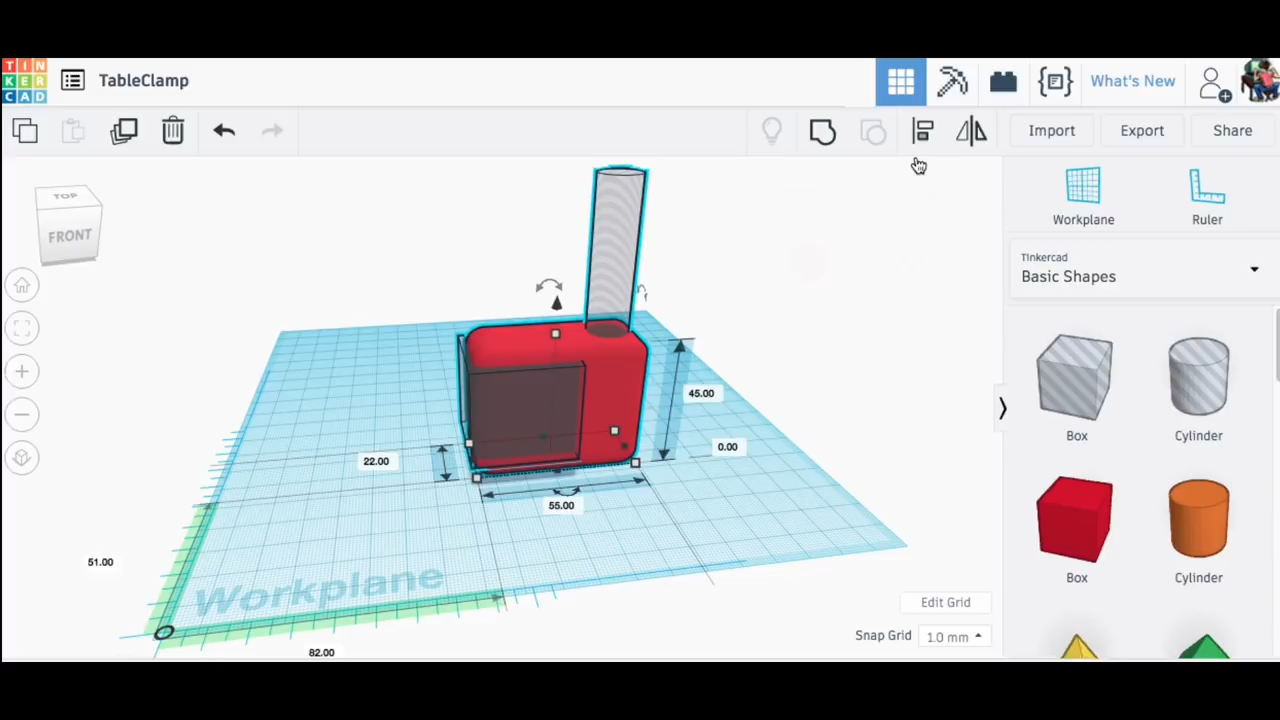 TIN
KER
CAD
TableClamp
What's New
Import
Export
Share
TOP
FRONT
Workplane
Ruler
Tinkercad
Basic Shapes
Box
Cylinder
Box
Cylinder
45.00
0.00
22.00
55.00
51.00
82.00
Workplane
Edit Grid
Snap Grid
1.0 mm